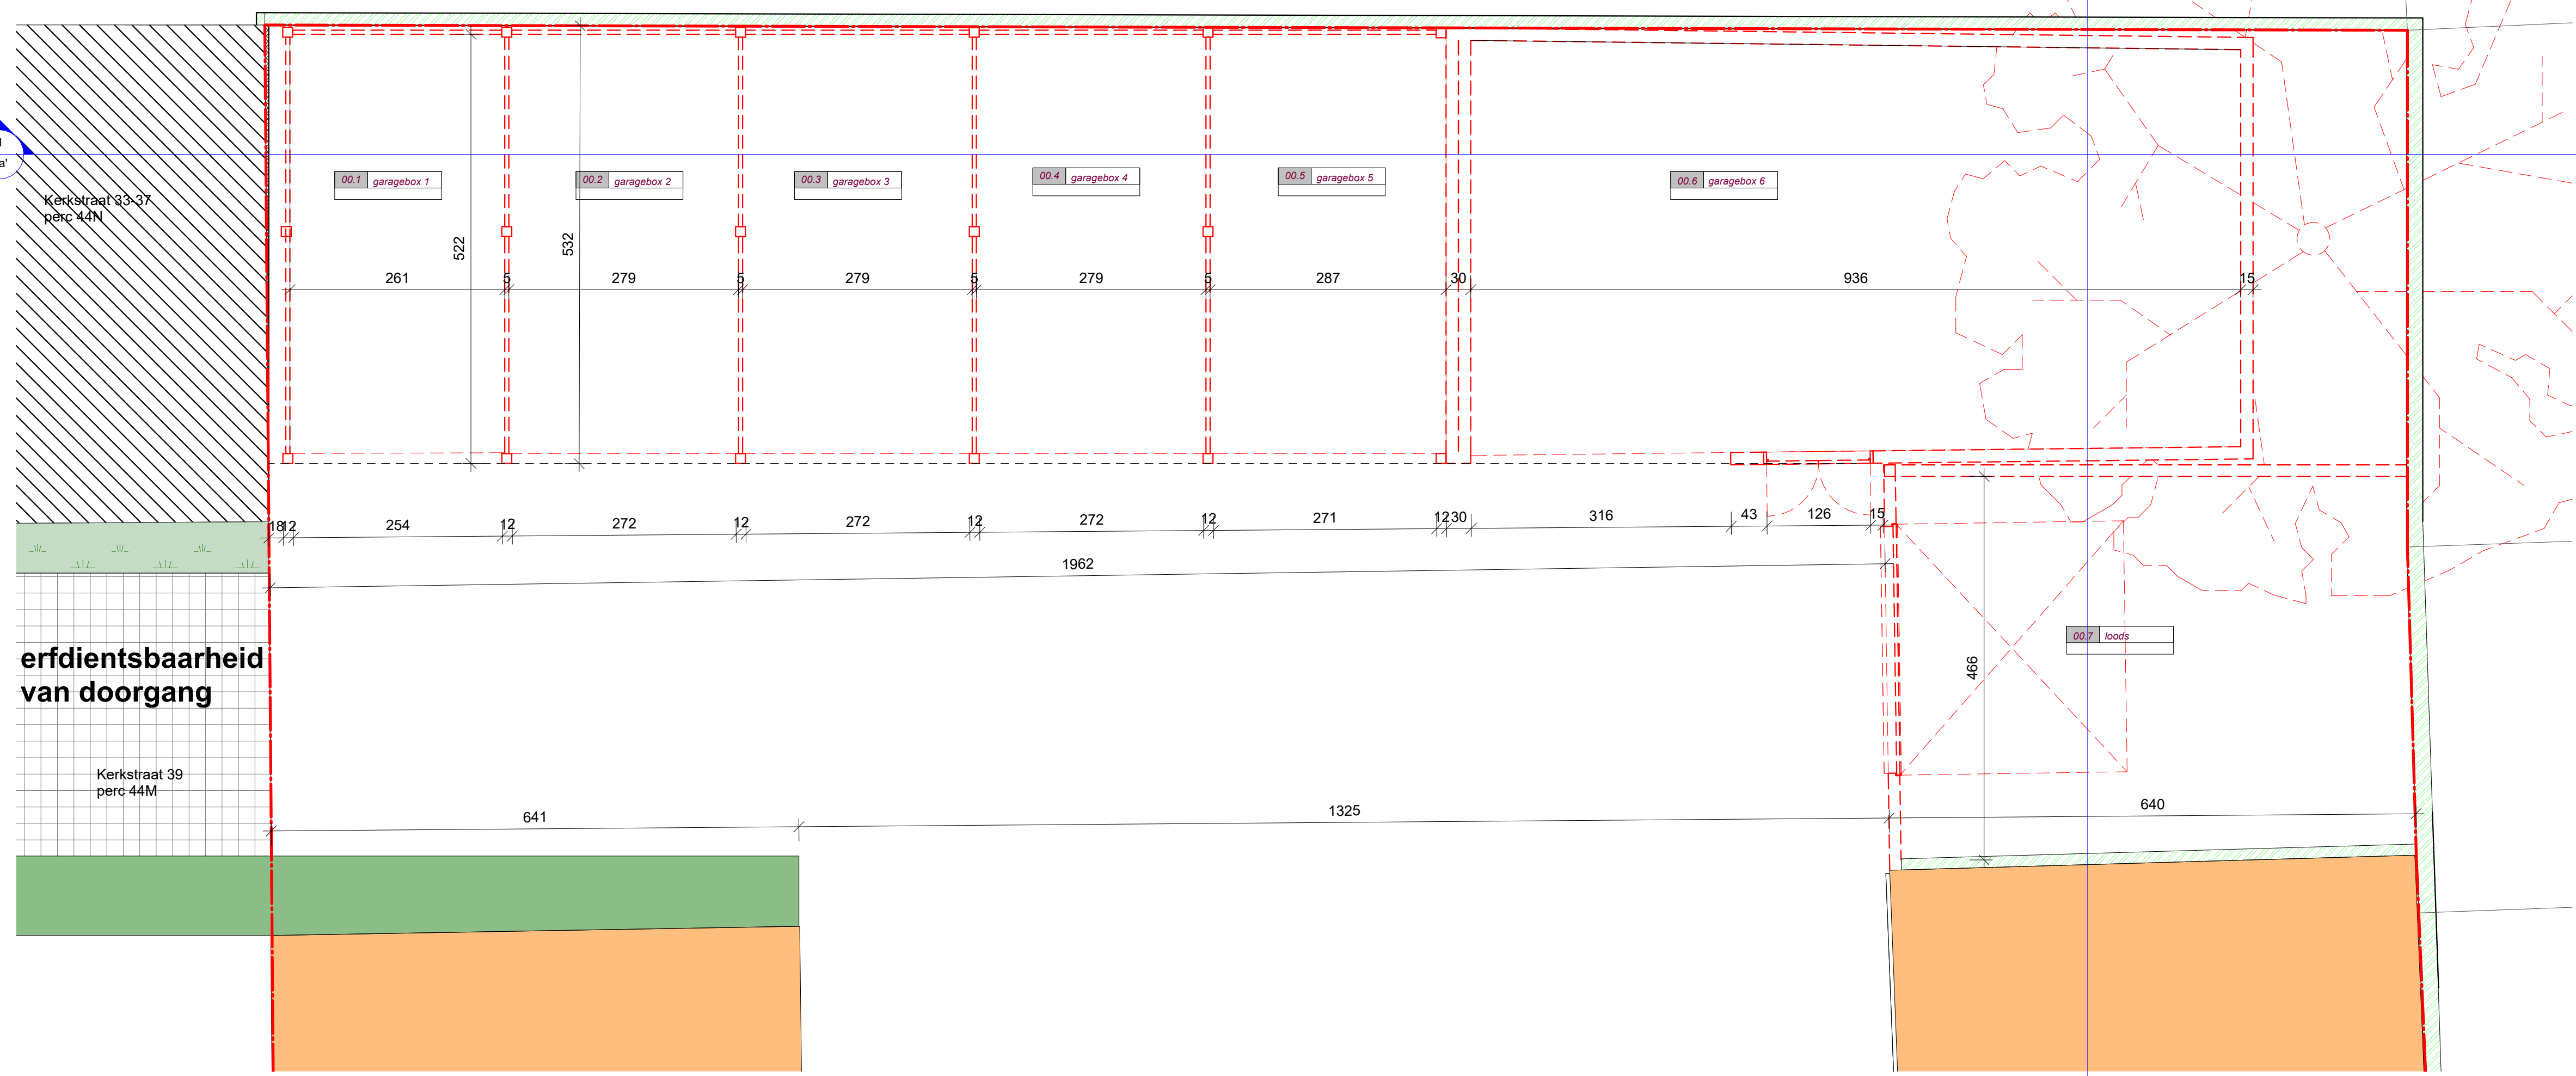 a'
Kerkstraat 33-37
perc 44N
00.1 garagebox 1
00.2 garagebox 2
00.3 garagebox 3
00.4 garagebox 4
00.5 garagebox 5
00.6 garagebox 6
522
532
261 5 279 5 279 5 279 5 287 30 936 15
18 12 254 12 272 12 272 12 272 12 271 12 30 316 43 126 15
1962
erfdientsbaarheid
van doorgang
00.7 loods
466
Kerkstraat 39
perc 44M
641 1325 640